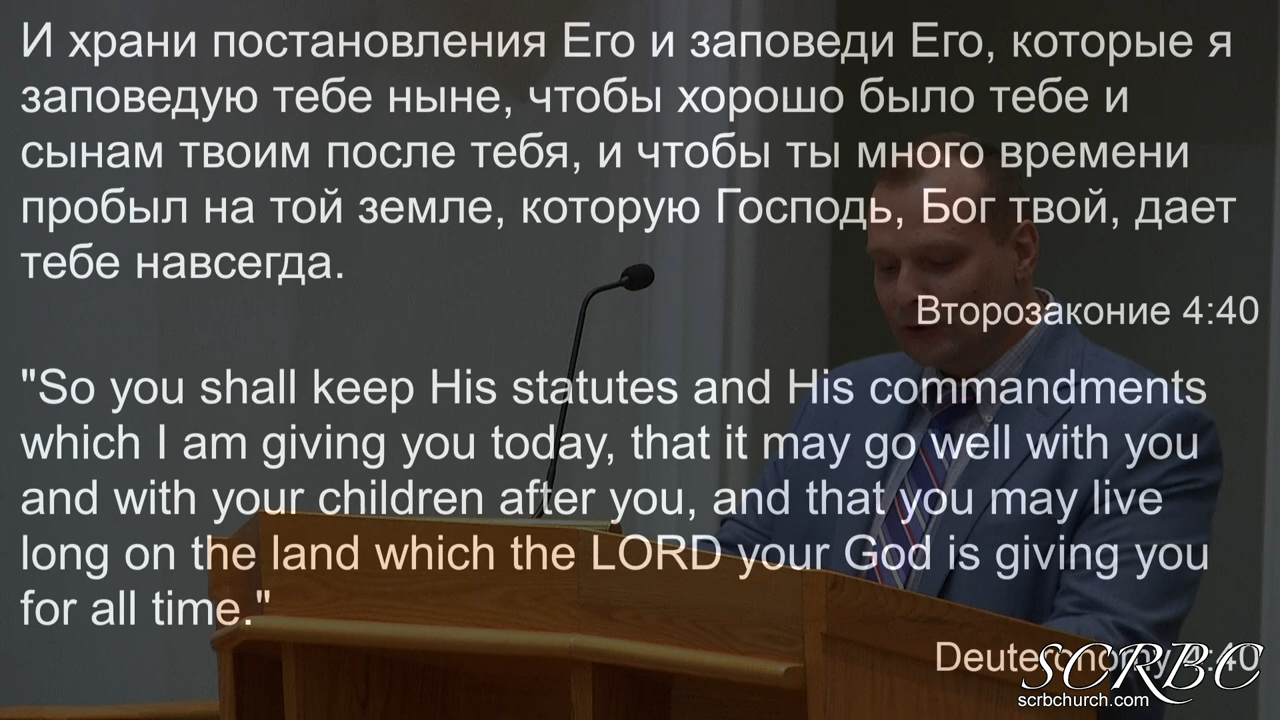 И храни постановления Его и заповеди Его, которые я
заповедую тебе ныне, чтобы хорошо было тебе и
сынам твоим после тебя, и чтобы ты много времени
пробыл на той земле, которую Господь, Бог твой, дает
тебе навсегда.
Второзаконие 4:40
"So you shall keep His statutes and His commandments
which I am giving you today, that it may go well with you
and with your children after you, and that you may live
long on the land which the LORD your God is giving you
for all time."
Deuteronomy 4:40
SCRBC
scrbchurch.com